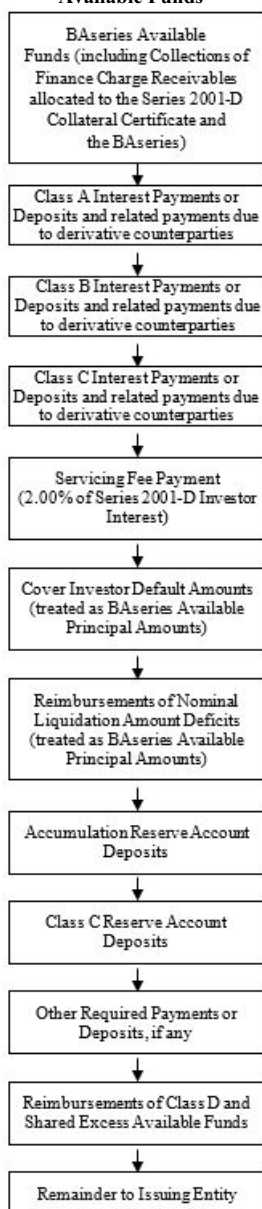 Available Funds
BAseries Available
Funds (including Collections of
Finance Charge Receivables
allocated to the Series 2001-D
Collateral Certificate and
the BAseries)
Class A Interest Payments or
Deposits and related payments due
to derivative counterparties
Class B Interest Payments or
Deposits and related payments due
to derivative counterparties
Class C Interest Payments or
Deposits and related payments due
to derivative counterparties
Servicing Fee Payment
(2.00% of Series 2001-D Investor
Interest)
Cover Investor Default Amounts
(treated as BAseries Available
Principal Amounts)
Reimbursements of Nominal
Liquidation Amount Deficits
(treated as BAseries Available
Principal Amounts)
Accumulation Reserve Account
Deposits
Class C Reserve Account
Deposits
Other Required Payments or
Deposits, if any
Reimbursements of Class D and
Shared Excess Available Funds
Remainder to Issuing Entity